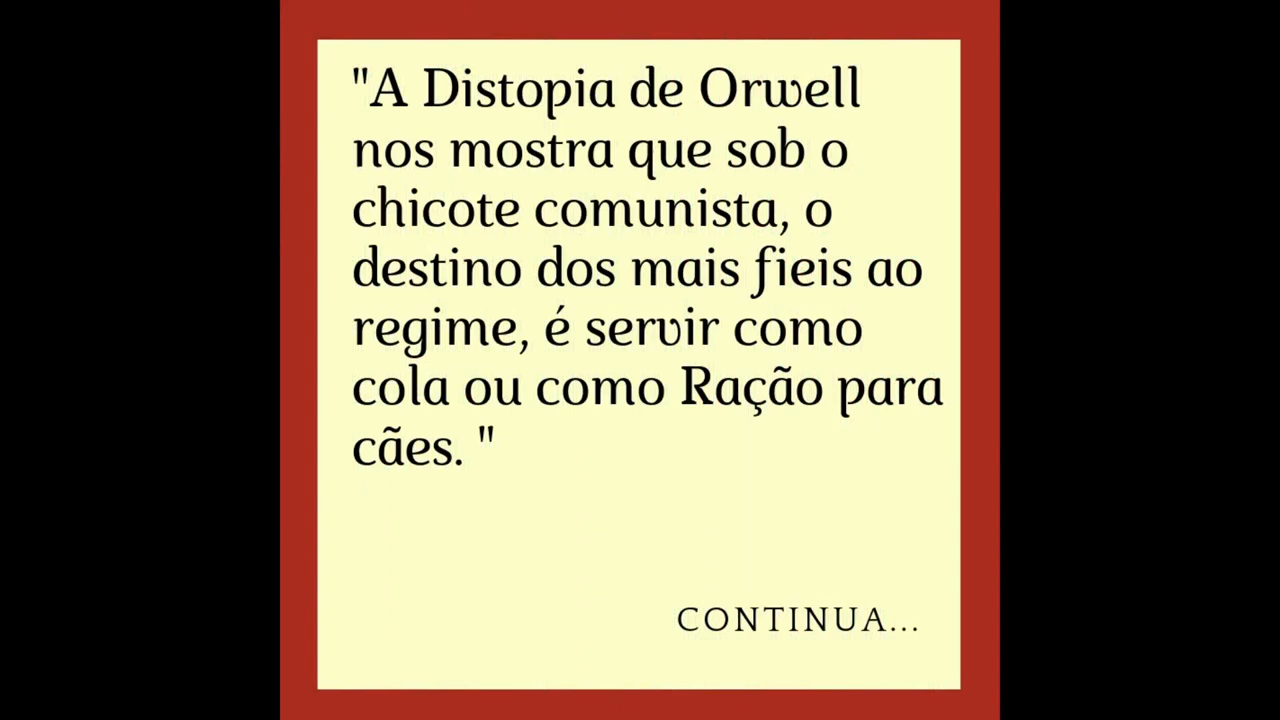 "A Distopia de Orwell
nos mostra que sob o
chicote comunista, o
destino dos mais fieis ao
regime, é servir como
cola ou como Ração para
cães. "
CONTINUA...